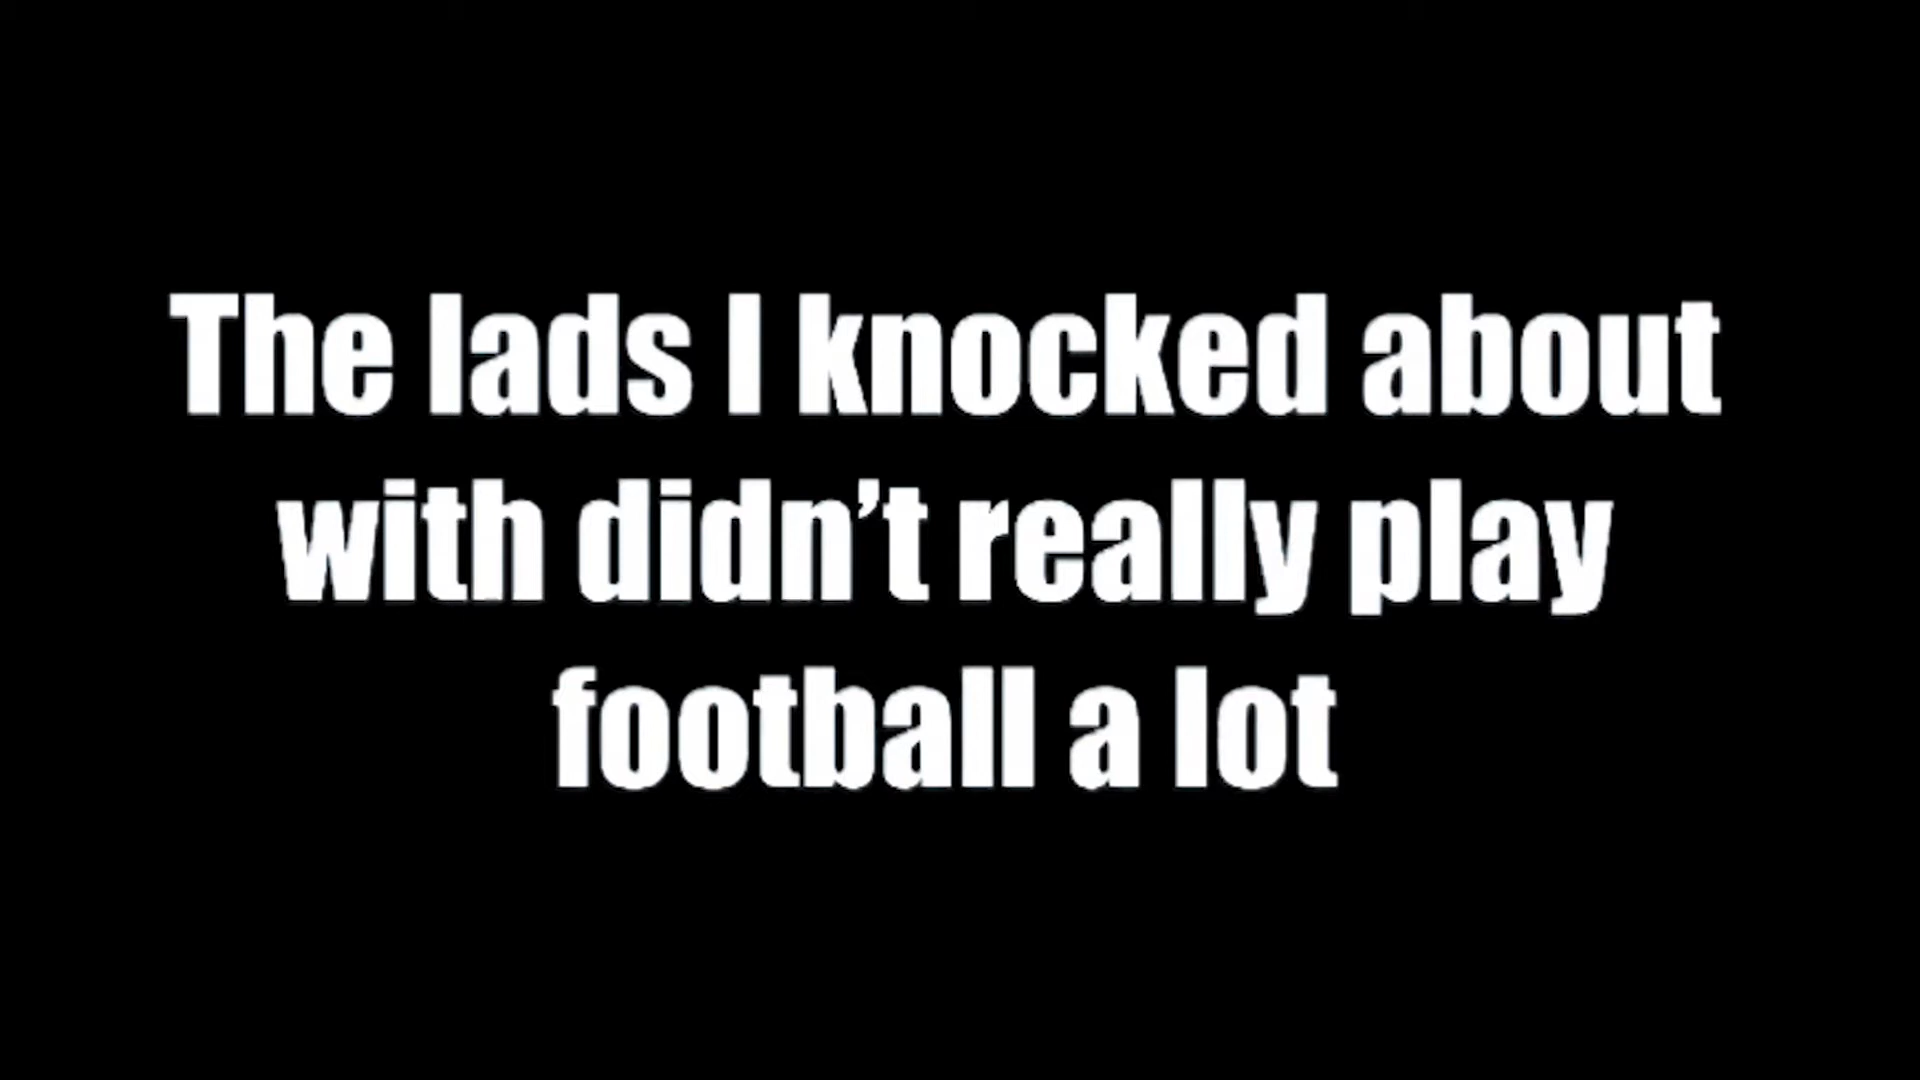 The lads I knocked about
with didn’t really play
football a lot